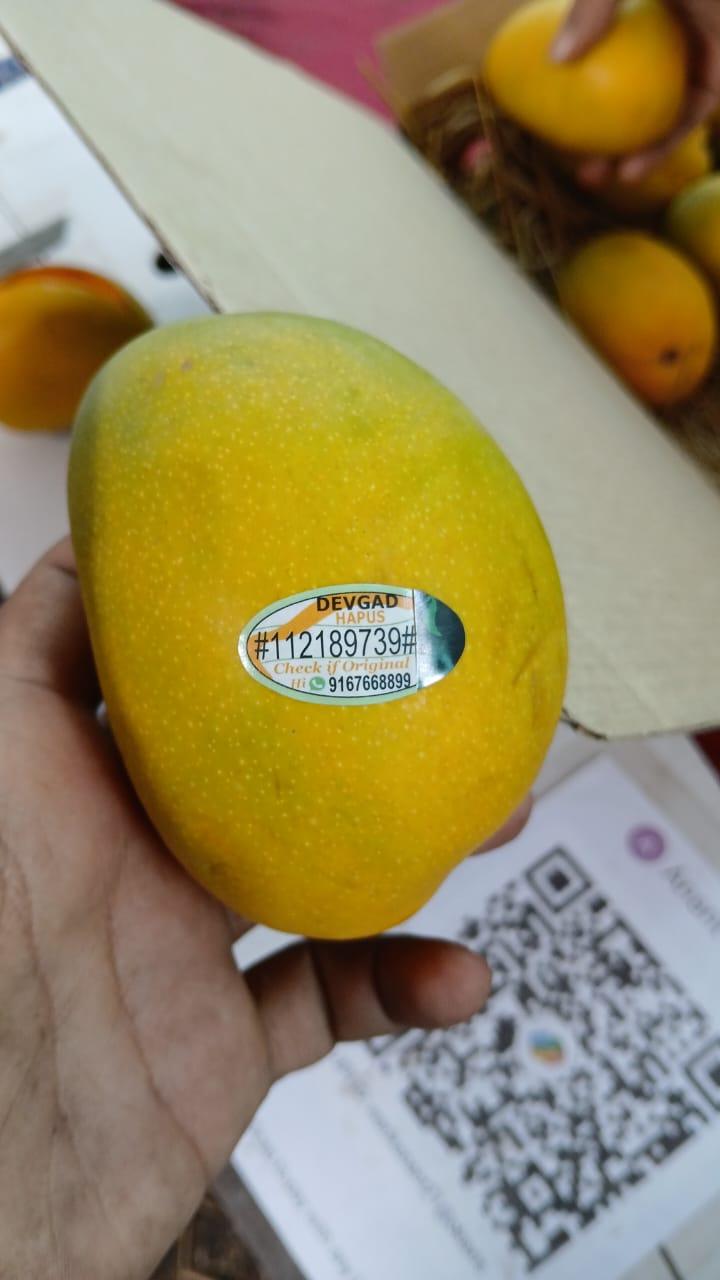 DEVGAD
HAPUS
#112189739#
Check if Original
Hi 9167668899